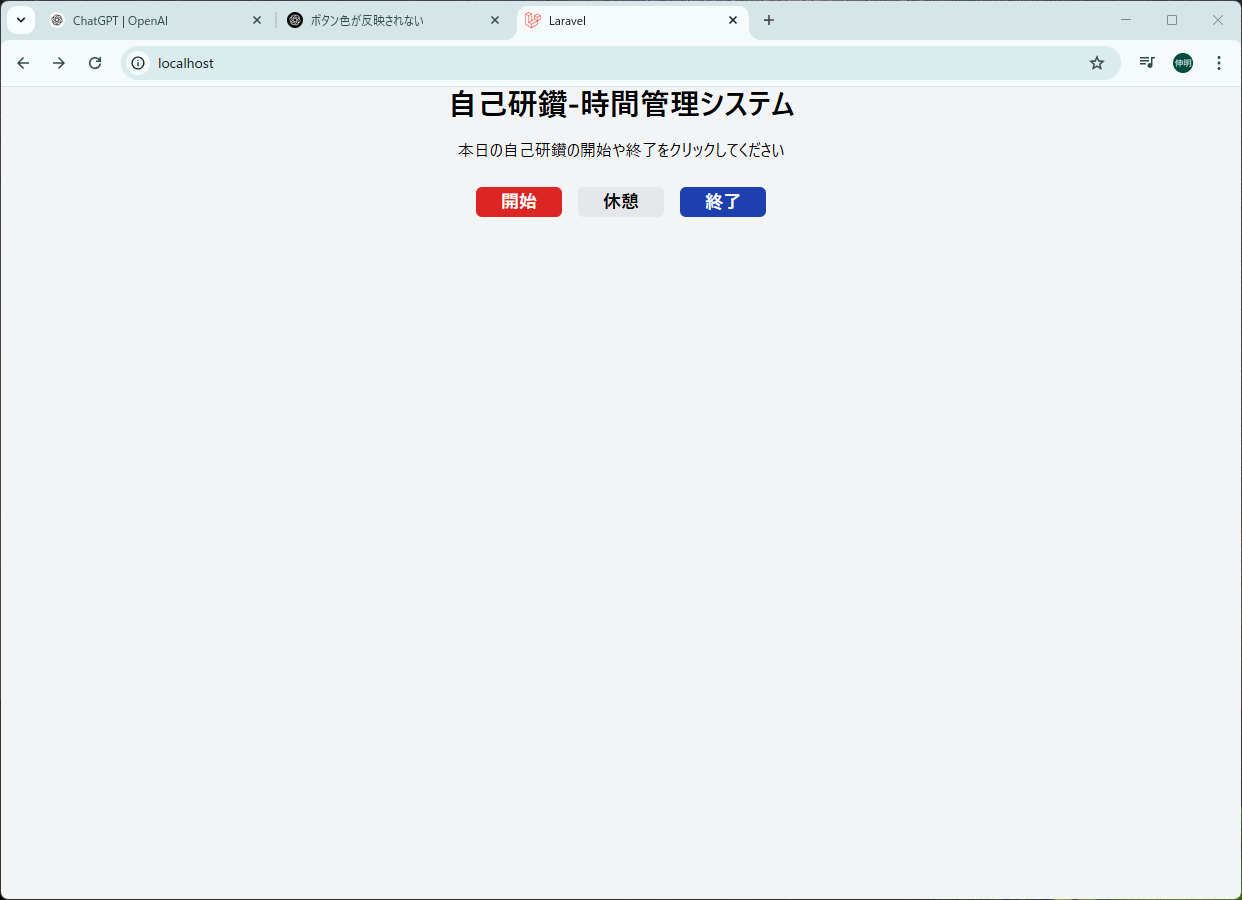 ChatGPT | OpenAI
ボタン色が反映されない
Laravel
localhost
伸明
自己研鑽-時間管理システム
本日の自己研鑽の開始や終了をクリックしてください
開始
休憩
終了